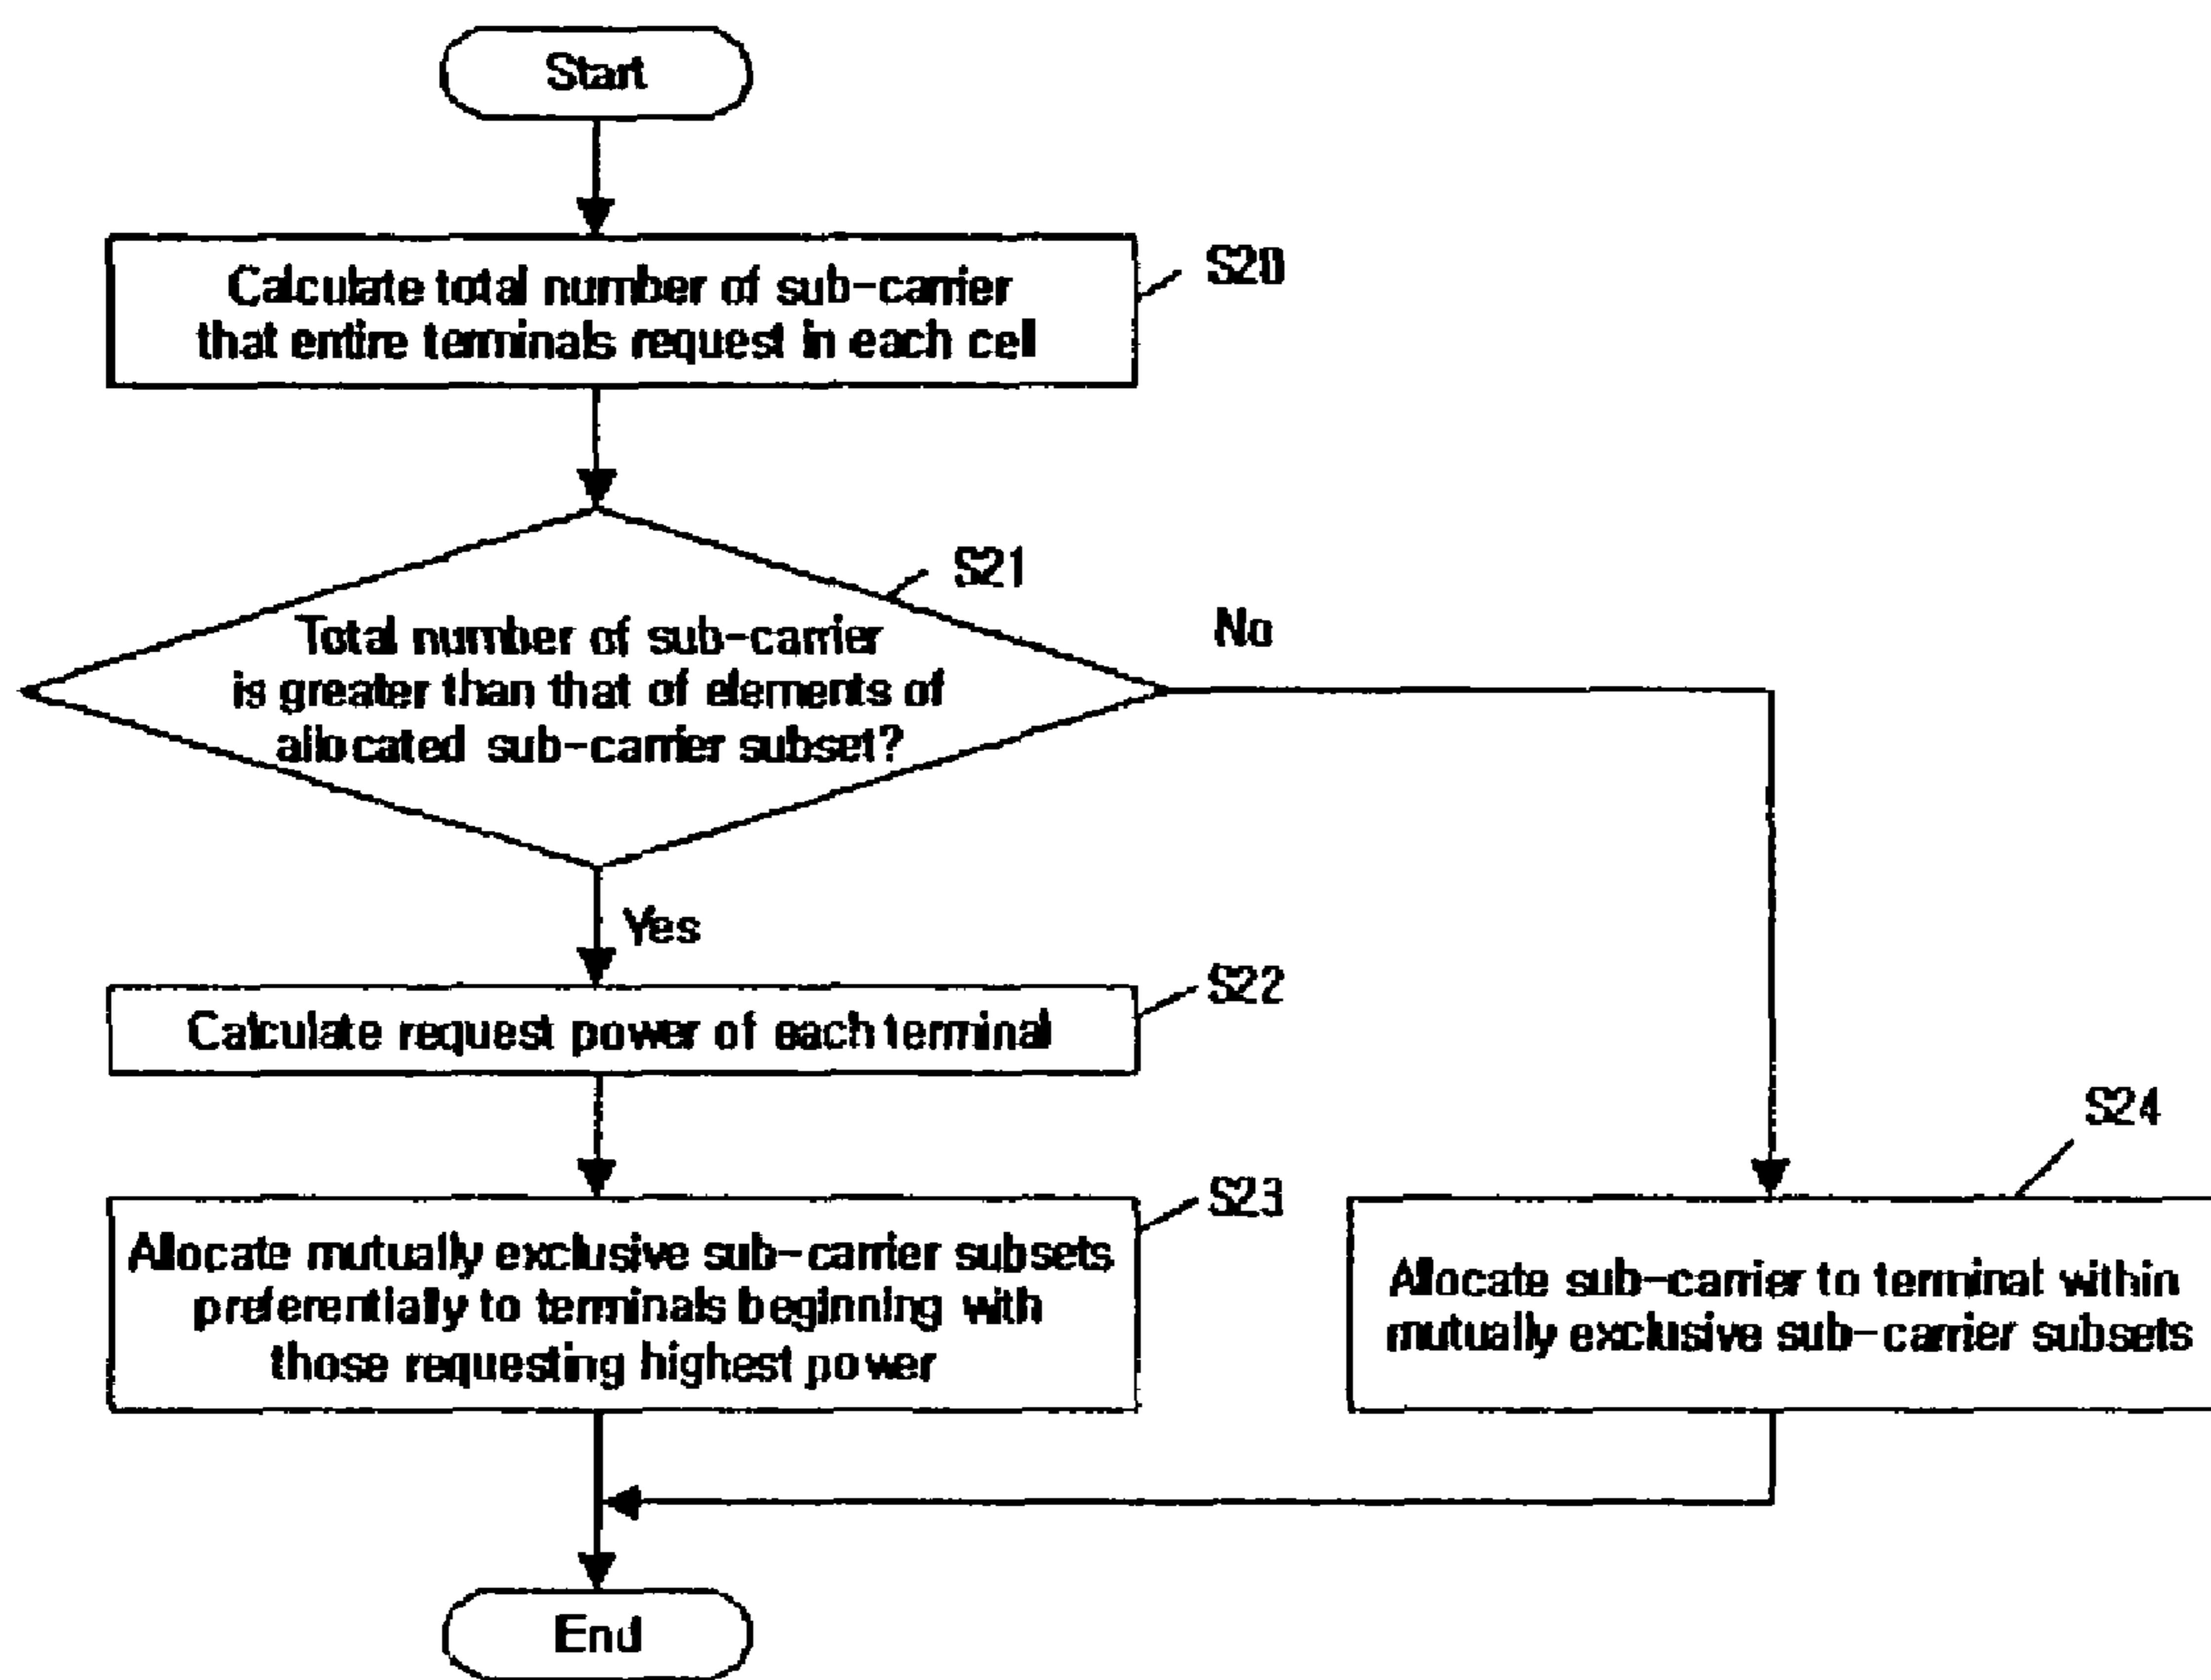 Start
S20
Calculate total number of sub-carrier
that entire terminals request in each cell
S21
Total number of sub-carrier
is greater than that of elements of
allocated sub-carrier subset?
No
Yes
S22
Calculate request power of each terminal
S23
Allocate mutually exclusive sub-carrier subsets
preferentially to terminals beginning with
those requesting highest power
S24
Allocate sub-carrier to terminal within
mutually exclusive sub-carrier subsets
End